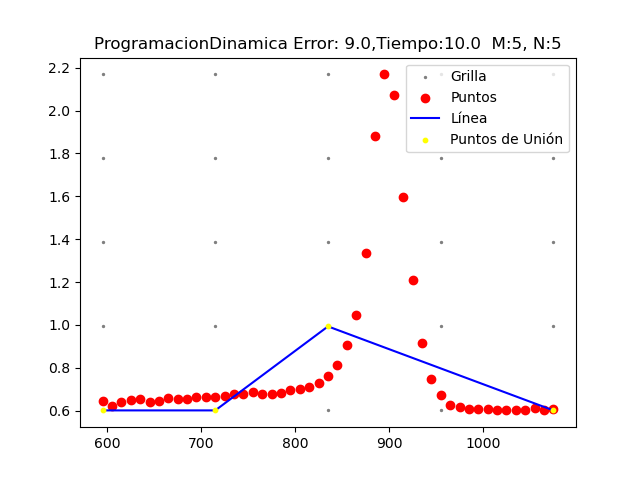 ProgramacionDinamica Error: 9.0,Tiempo:10.0  M:5, N:5
2.2
2.0
1.8
1.6
1.4
1.2
1.0
0.8
0.6
600
700
800
900
1000
Grilla
Puntos
Línea
Puntos de Unión